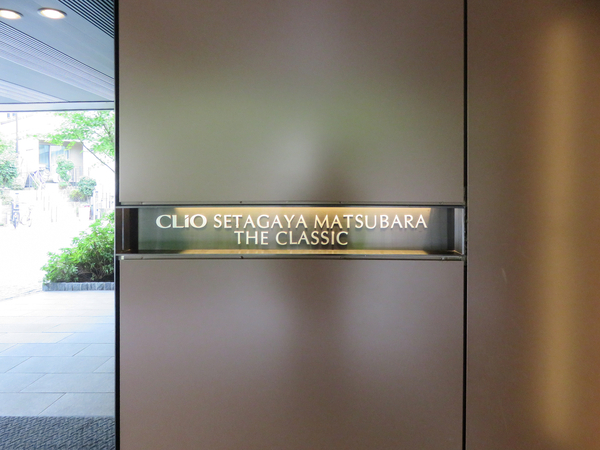 CLIO SETAGAYA MATSUBARA
THE CLASSIC